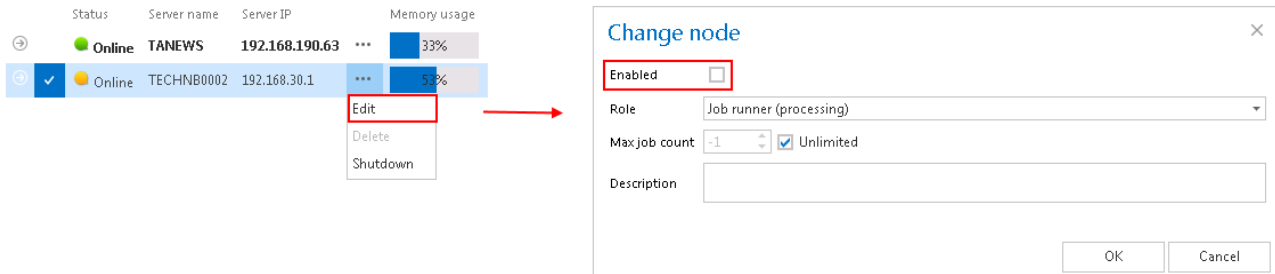 Status Server name Server IP Memory usage
Online TANEWS 192.168.190.63 ••• 33%
Online TECHNB0002 192.168.30.1 ••• 53%
Edit
Delete
Shutdown
Change node
Enabled
Role Job runner (processing)
Max job count -1 Unlimited
Description
OK Cancel